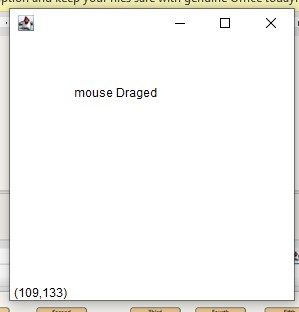 ption and keep your files safe with genuine Office today!
mouse Draged
(109,133)